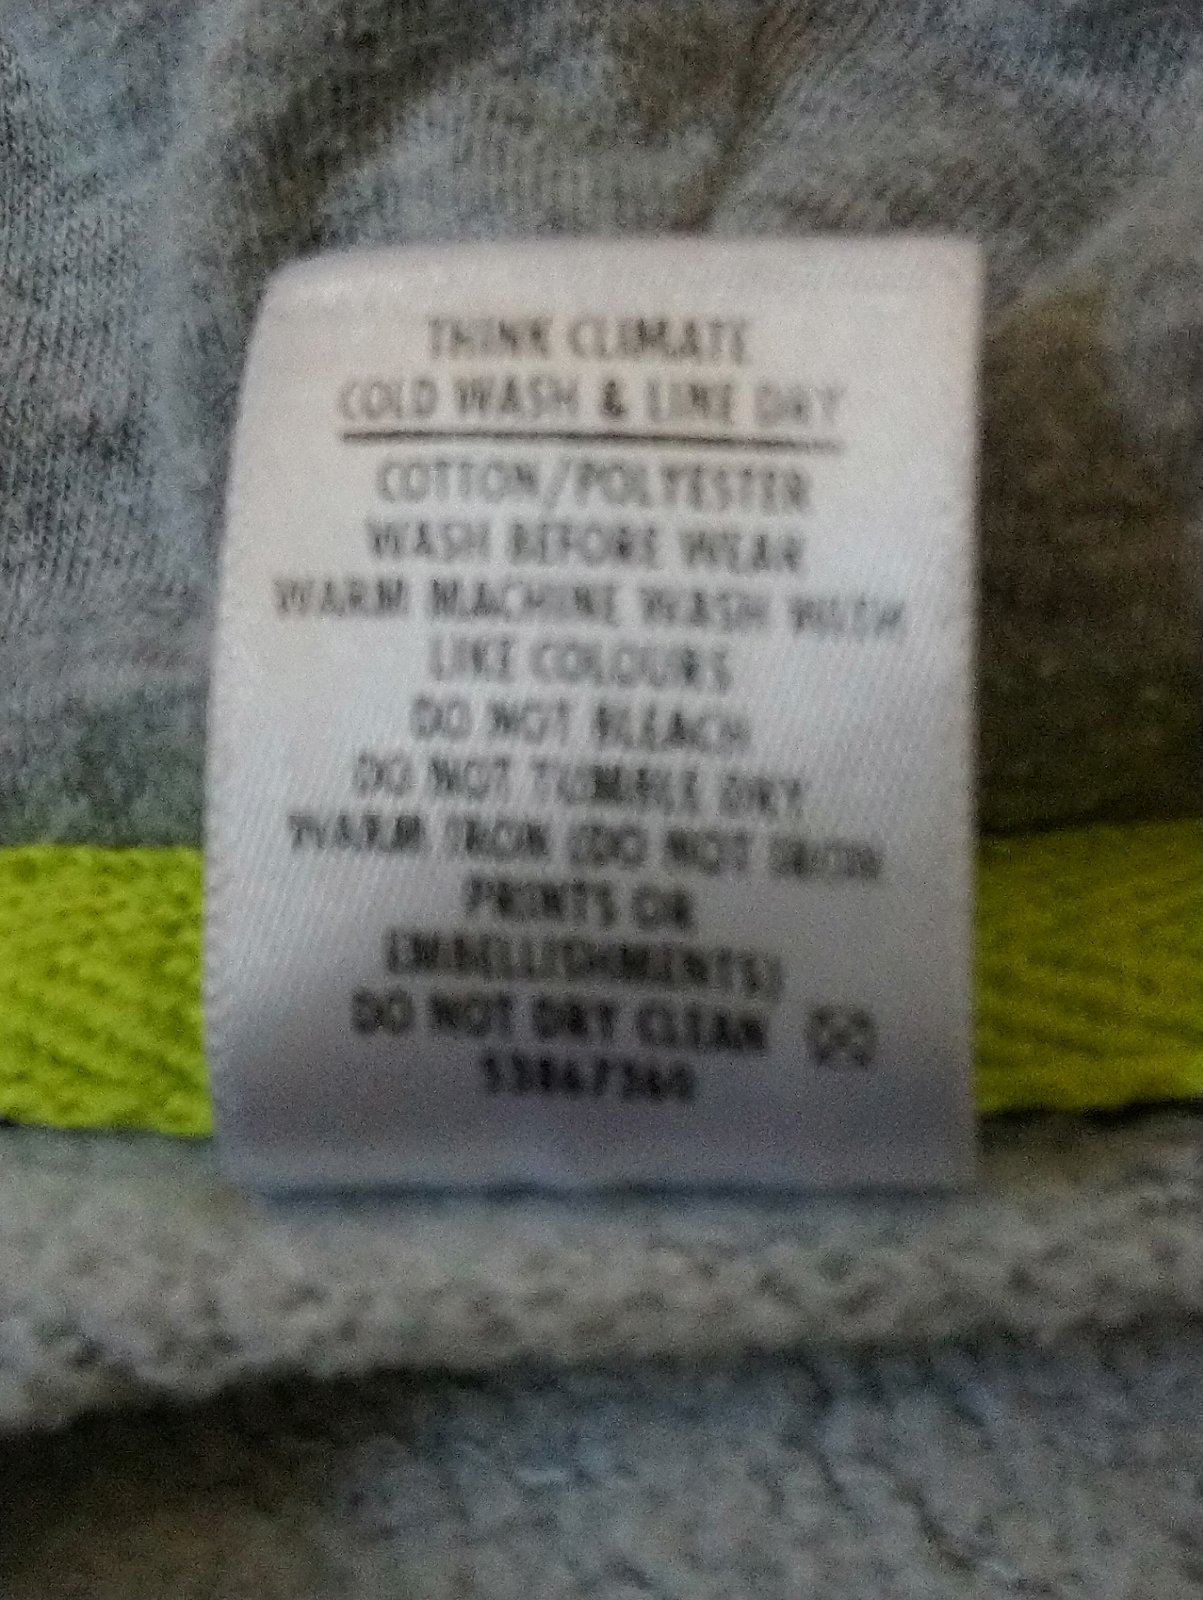 THINK CLIMATE
COLD WASH & LINE DRY
COTTON/POLYESTER
WASH BEFORE WEAR
WARM MACHINE WASH WITH
LIKE COLOURS
DO NOT BLEACH
DO NOT TUMBLE DRY
WARM IRON (DO NOT IRON
PRINTS OR
EMBELLISHMENTS)
DO NOT DRY CLEAN